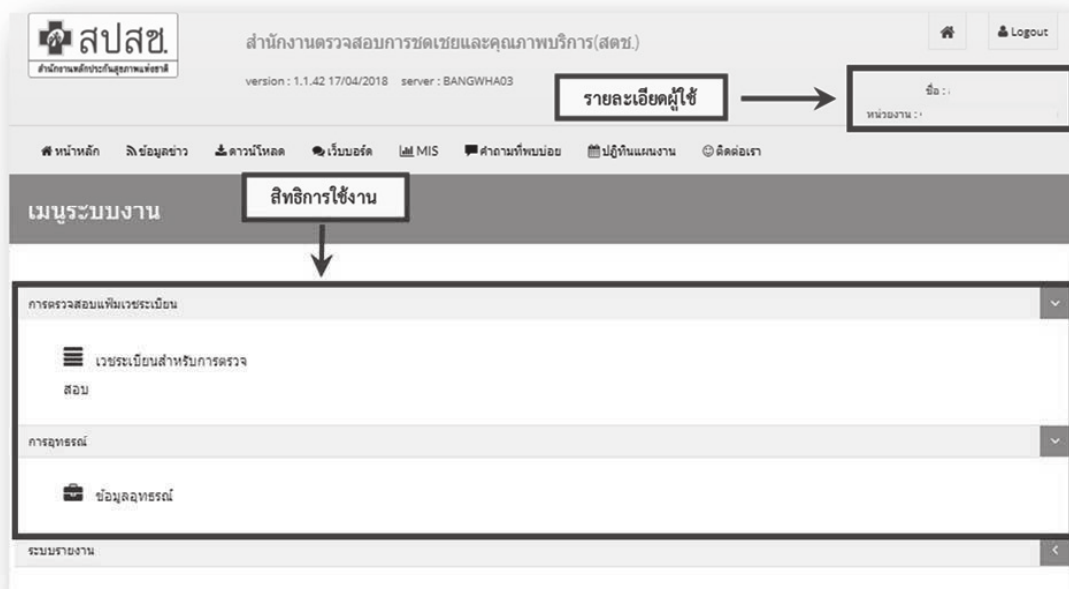 สปสช.
สำนักงานหลักประกันสุขภาพแห่งชาติ
สำนักงานตรวจสอบการชดเชยและคุณภาพบริการ(สตช.)
Logout
version : 1.1.42 17/04/2018 server : BANGWHA03
รายละเอียดผู้ใช้
ชื่อ :
หน่วยงาน :
หน้าหลัก ข้อมูลข่าว ดาวน์โหลด เว็บบอร์ด MIS คำถามที่พบบ่อย ปฎิทินแผนงาน ติดต่อเรา
สิทธิการใช้งาน
เมนูระบบงาน
การตรวจสอบแฟ้มเวชระเบียน
เวชระเบียนสำหรับการตรวจ
สอบ
การอุทธรณ์
ข้อมูลอุทธรณ์
ระบบรายงาน